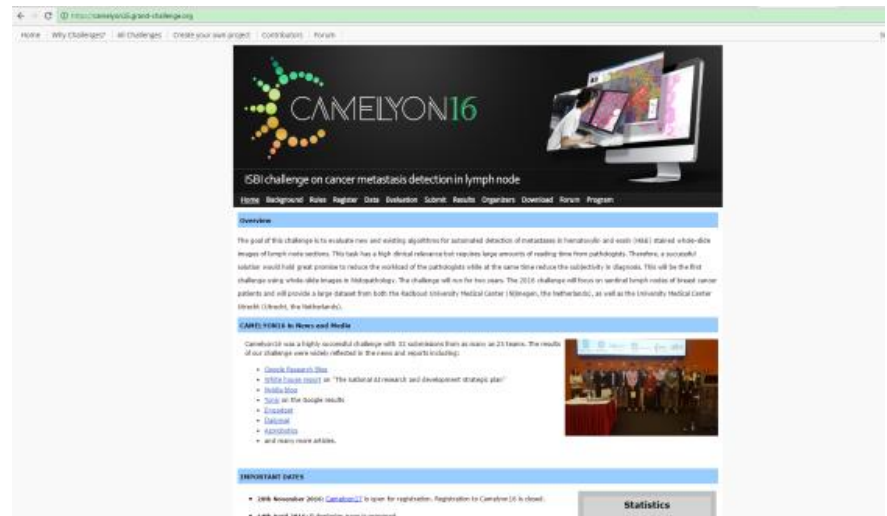 https://camelyon16.grand-challenge.org
Home Why Challenges? All Challenges Create your own project Contributors Forum
CAMELYON16
ISBI challenge on cancer metastasis detection in lymph node
Home Background Rules Register Data Evaluation Submit Results Organizers Download Forum Program
Overview
The goal of this challenge is to evaluate new and existing algorithms for automated detection of metastases in hematoxylin and eosin (H&E) stained whole-slide
images of lymph node sections. This task has a high clinical relevance but requires large amounts of reading time from pathologists. Therefore, a successful
solution would hold great promise to reduce the workload of the pathologists while at the same time reduce the subjectivity in diagnosis. This will be the first
challenge using whole-slide images in histopathology. The challenge will run for two years. The 2016 challenge will focus on sentinel lymph nodes of breast cancer
patients and will provide a large dataset from both the Radboud University Medical Center (Nijmegen, the Netherlands), as well as the University Medical Center
Utrecht (Utrecht, the Netherlands).
CAMELYON16 in News and Media
Camelyon16 was a highly successful challenge with 32 submissions from as many as 23 teams. The results
of our challenge were widely reflected in the news and reports including:
Google Research Blog
White house report on "The national AI research and development strategic plan"
Nvidia blog
on the Google results
Engadget
and many more articles.
IMPORTANT DATES
20th November 2016: Camelyon17 is open for registration. Registration to Camelyon16 is closed.
Statistics